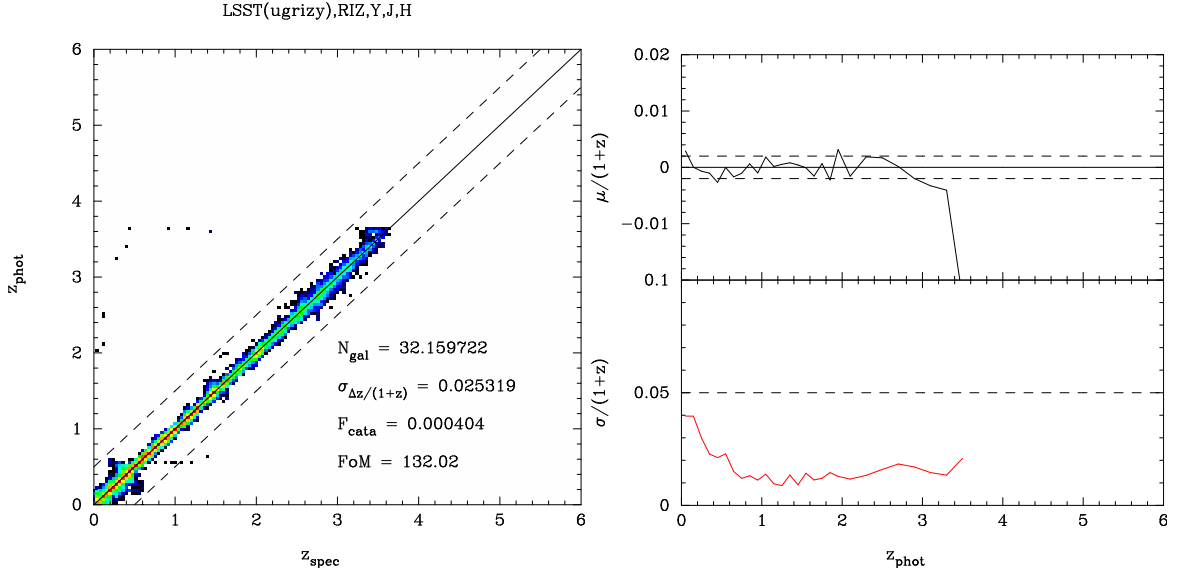 LSST(ugrizy),RIZ,Y,J,H
6
5
4
3
2
1
0
0 1 2 3 4 5 6
z_phot
z_spec
N_gal = 32.159722
σ_Δz/(1+z) = 0.025319
F_cata = 0.000404
FoM = 132.02
0.02
0.01
0
−0.01
μ/(1+z)
0.1
0.05
0
σ/(1+z)
0 1 2 3 4 5 6
z_phot